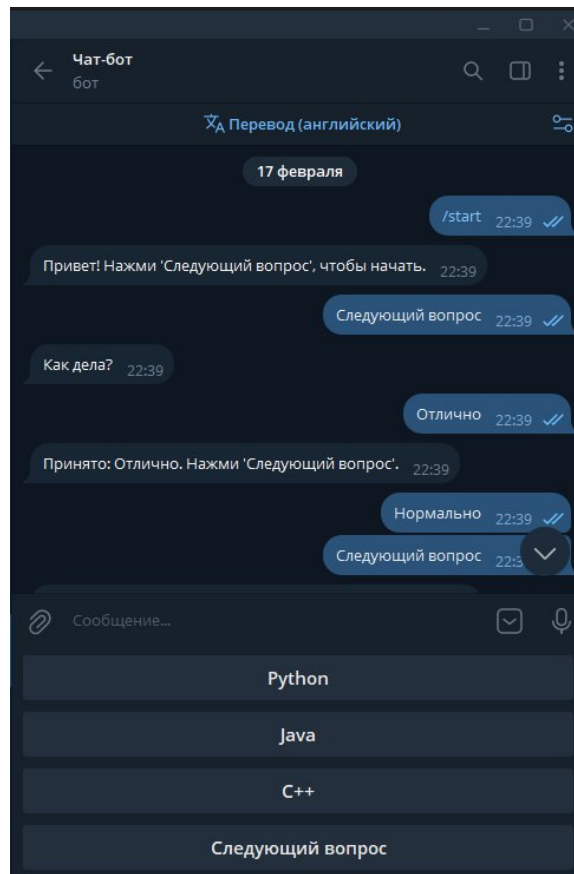 Чат-бот
бот
Перевод (английский)
17 февраля
/start 22:39
Привет! Нажми 'Следующий вопрос', чтобы начать. 22:39
Следующий вопрос 22:39
Как дела? 22:39
Отлично 22:39
Принято: Отлично. Нажми 'Следующий вопрос'. 22:39
Нормально 22:39
Следующий вопрос
Сообщение...
Python
Java
C++
Следующий вопрос